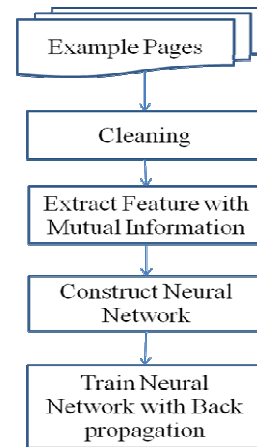 Example Pages
Cleaning
Extract Feature with
Mutual Information
Construct Neural
Network
Train Neural
Network with Back
propagation